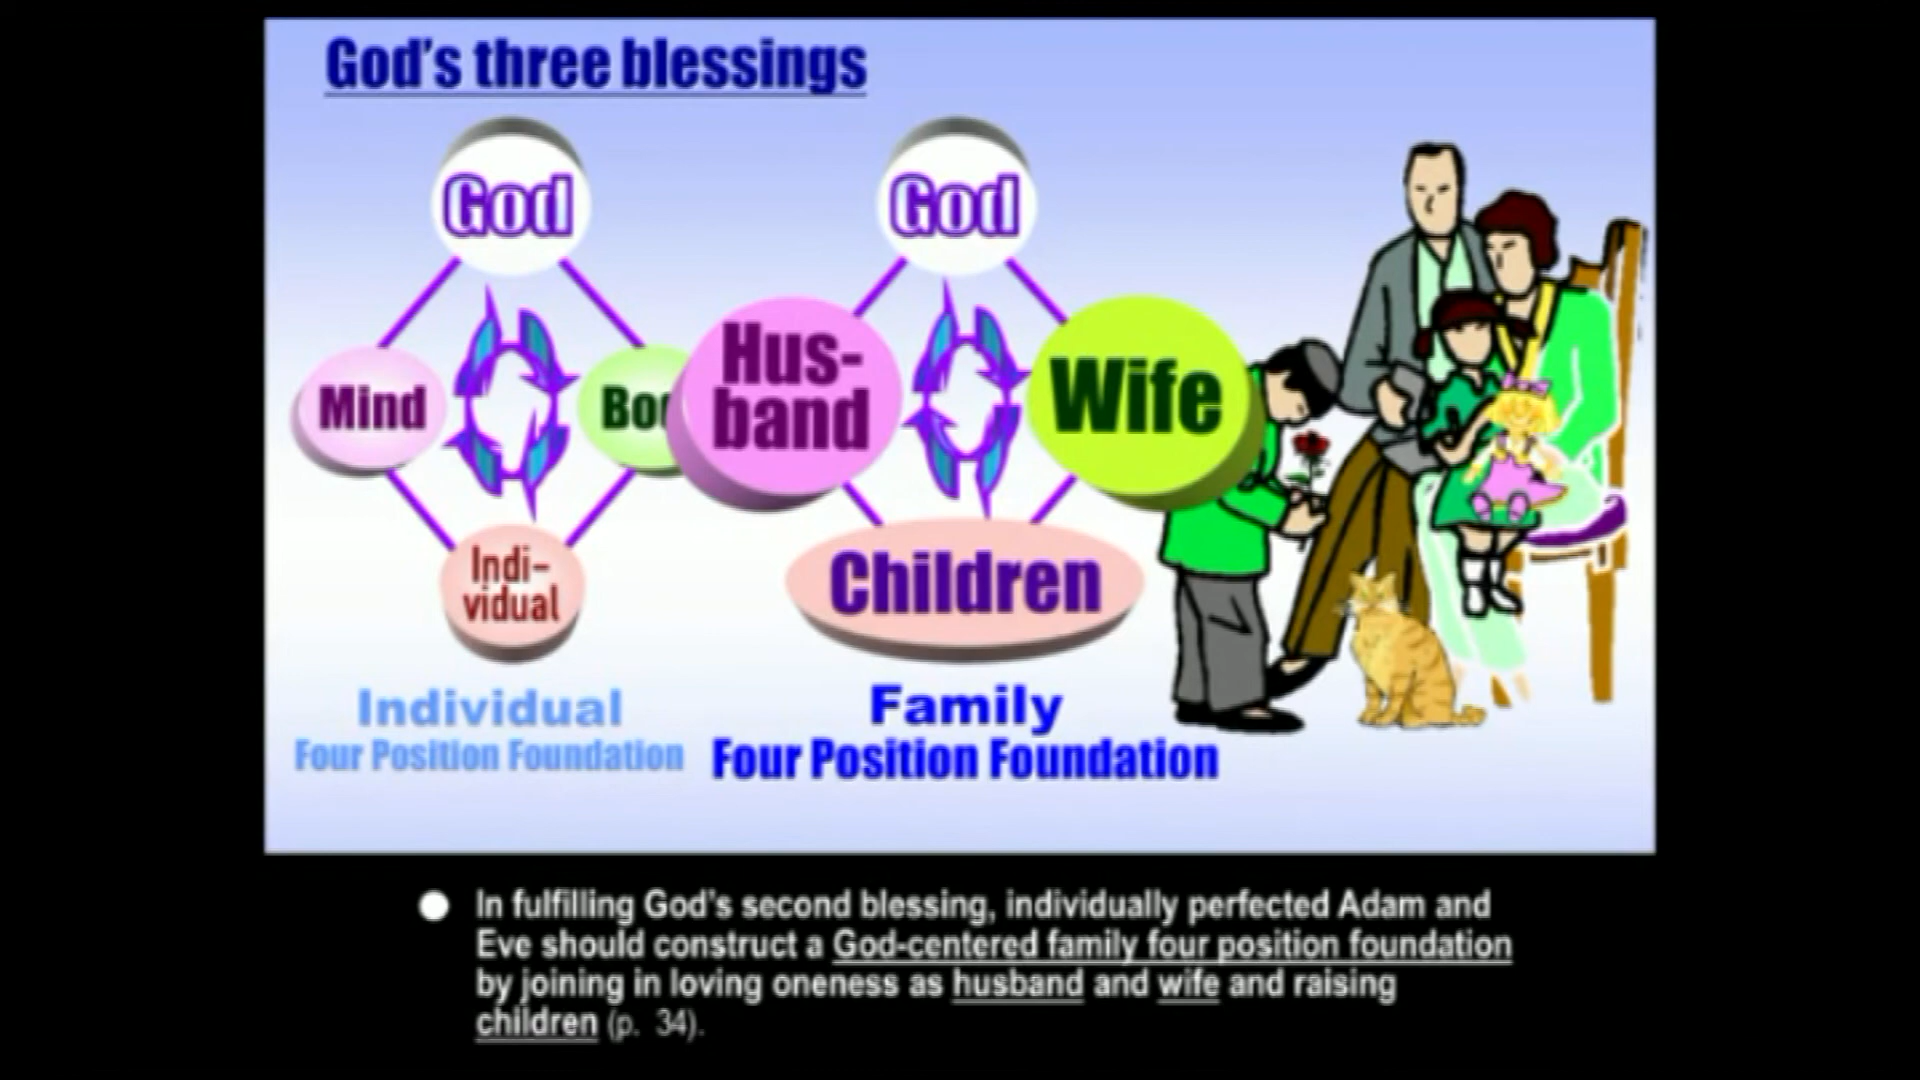 God's three blessings
God
Mind
Bod
Indi-
vidual
Individual
Four Position Foundation
God
Hus-
band
Wife
Children
Family
Four Position Foundation
In fulfilling God's second blessing, individually perfected Adam and
Eve should construct a God-centered family four position foundation
by joining in loving oneness as husband and wife and raising
children (p. 34).